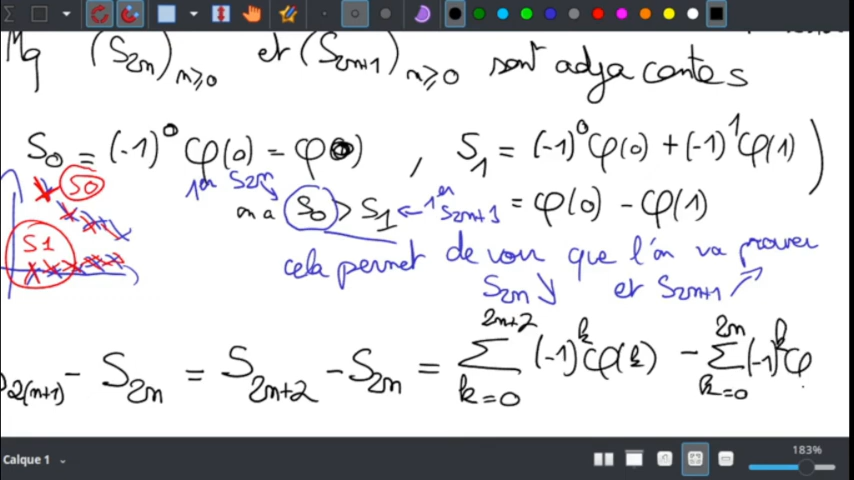 Mq (S2n)n≥0 et (S2n+1)n≥0 sont adjacentes
S0 = (-1)^0 φ(0) = φ(0) , S1 = (-1)^0 φ(0) + (-1)^1 φ(1) )
S0
1er S2n
on a S0 > S1 ← 1er S2n+1 = φ(0) - φ(1)
S1
cela permet de voir que l'on va prouver
S2n ↘ et S2n+1 ↗
2(n+1) - S2n = S2n+2 - S2n = ∑_{k=0}^{2n+2} (-1)^k φ(k) - ∑_{k=0}^{2n} (-1)^k φ
183%
Calque 1